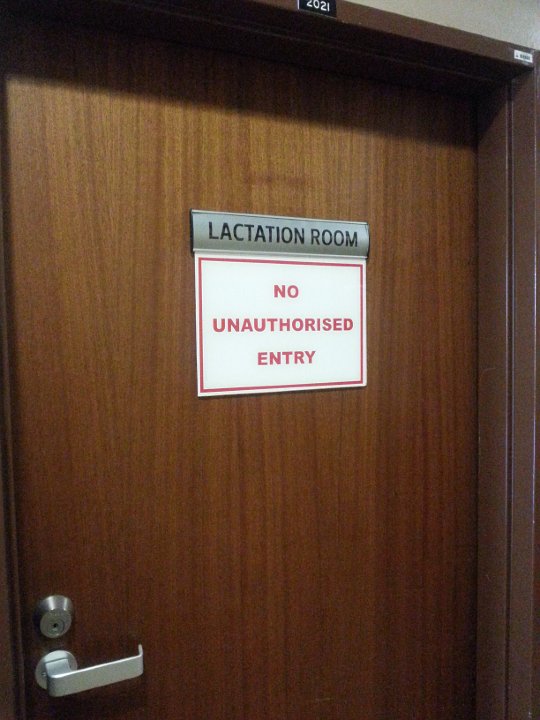 2021
LACTATION ROOM
NO
UNAUTHORISED
ENTRY